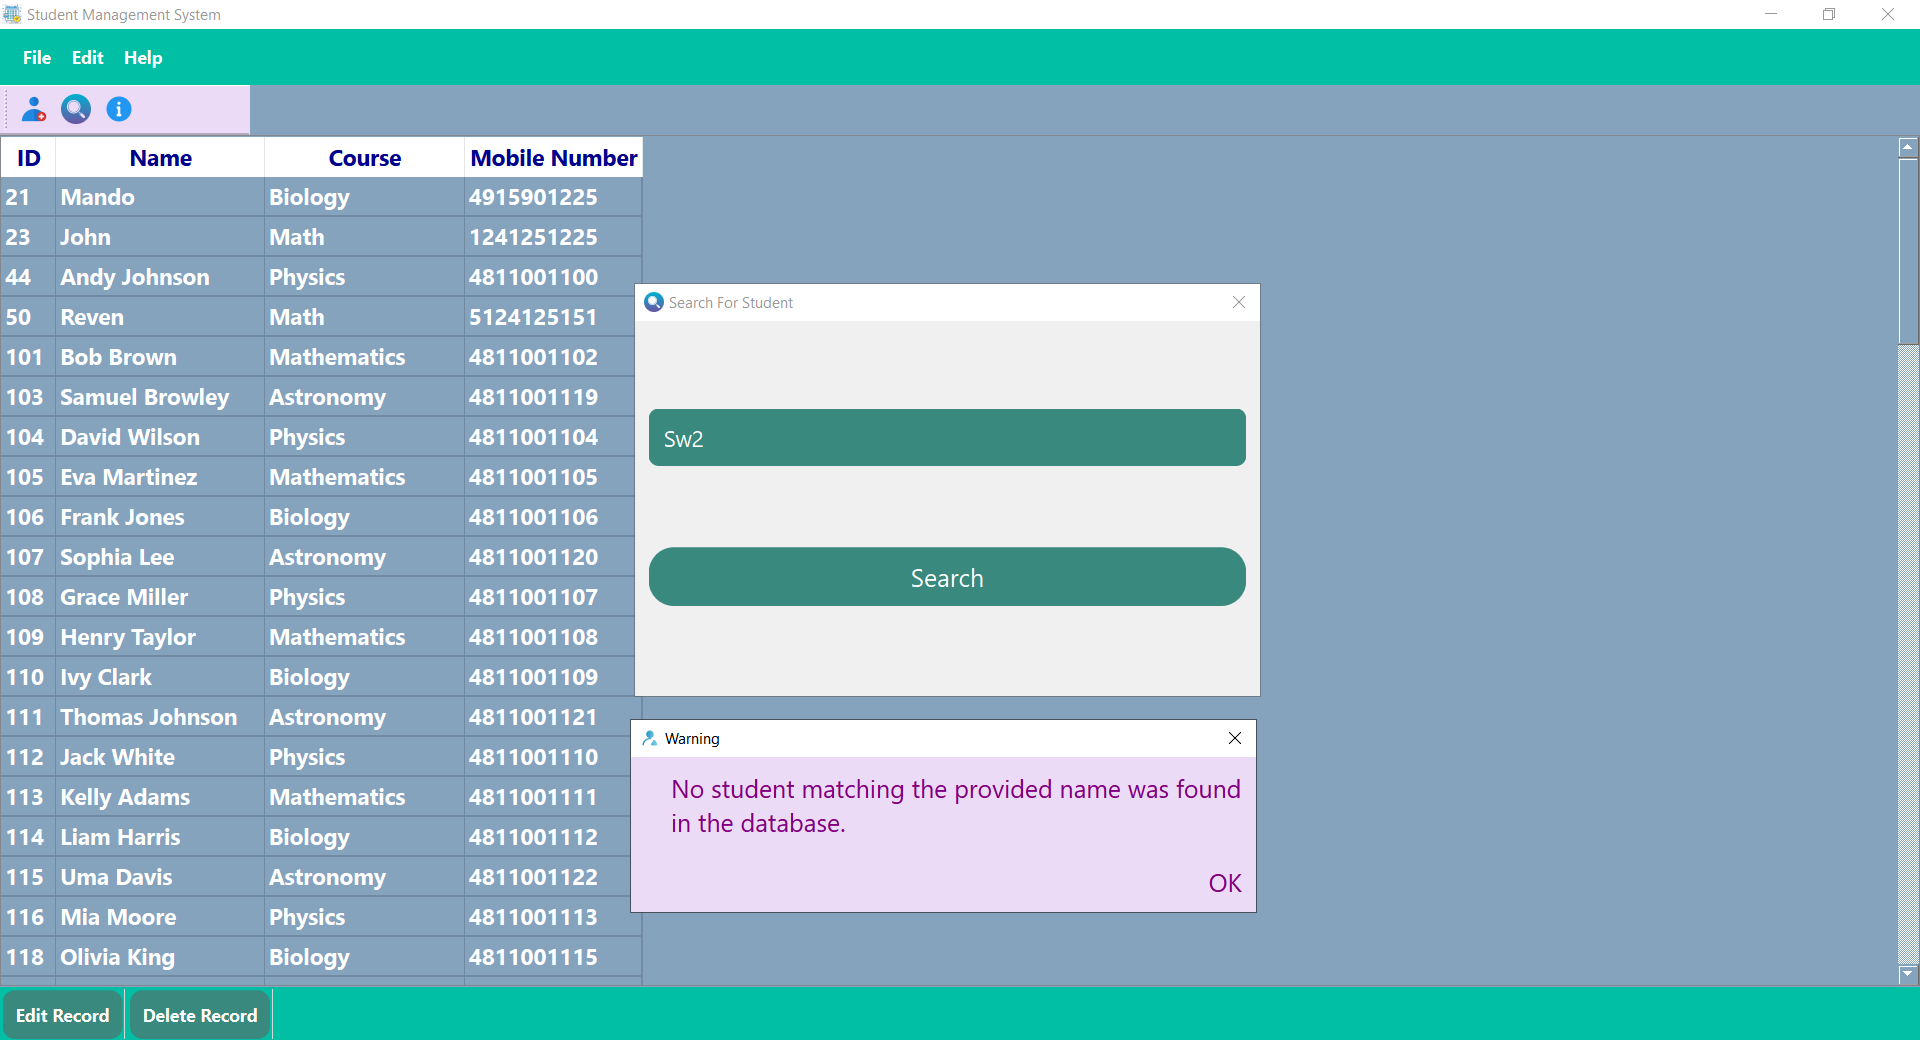 Student Management System
File Edit Help
ID Name Course Mobile Number
21 Mando Biology 4915901225
23 John Math 1241251225
44 Andy Johnson Physics 4811001100
50 Reven Math 5124125151
101 Bob Brown Mathematics 4811001102
103 Samuel Browley Astronomy 4811001119
104 David Wilson Physics 4811001104
105 Eva Martinez Mathematics 4811001105
106 Frank Jones Biology 4811001106
107 Sophia Lee Astronomy 4811001120
108 Grace Miller Physics 4811001107
109 Henry Taylor Mathematics 4811001108
110 Ivy Clark Biology 4811001109
111 Thomas Johnson Astronomy 4811001121
112 Jack White Physics 4811001110
113 Kelly Adams Mathematics 4811001111
114 Liam Harris Biology 4811001112
115 Uma Davis Astronomy 4811001122
116 Mia Moore Physics 4811001113
118 Olivia King Biology 4811001115
Search For Student
Sw2
Search
Warning
No student matching the provided name was found
in the database.
OK
Edit Record Delete Record